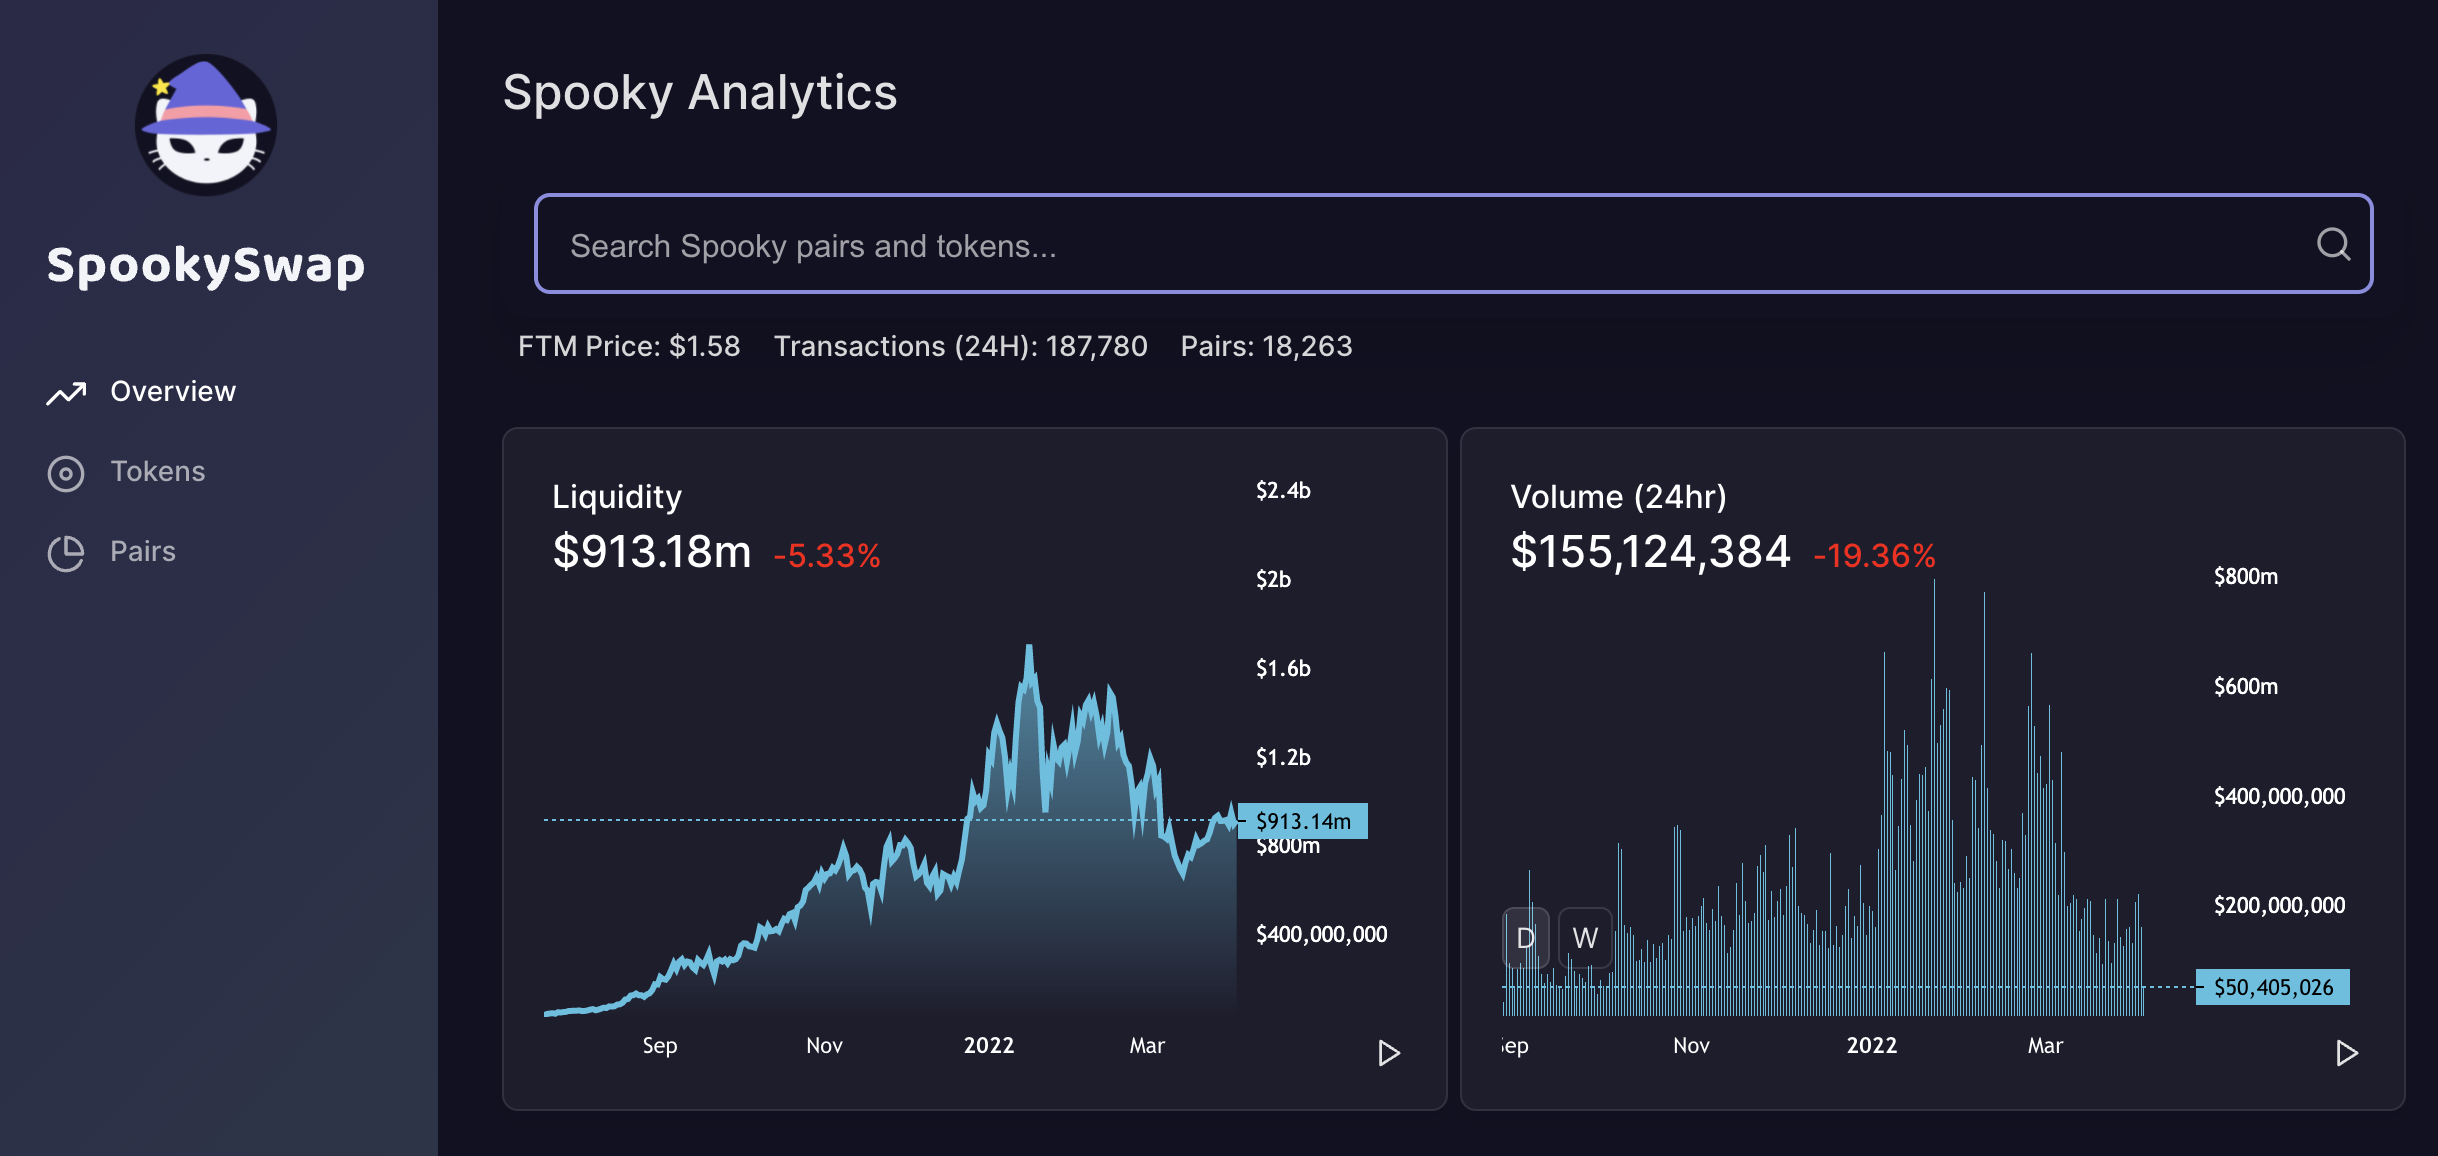 SpookySwap
Overview
Tokens
Pairs
Spooky Analytics
Search Spooky pairs and tokens...
FTM Price: $1.58 Transactions (24H): 187,780 Pairs: 18,263
Liquidity
$913.18m -5.33%
$2.4b
$2b
$1.6b
$1.2b
$913.14m
$800m
$400,000,000
Sep Nov 2022 Mar
Volume (24hr)
$155,124,384 -19.36%
$800m
$600m
$400,000,000
$200,000,000
D W
$50,405,026
Sep Nov 2022 Mar